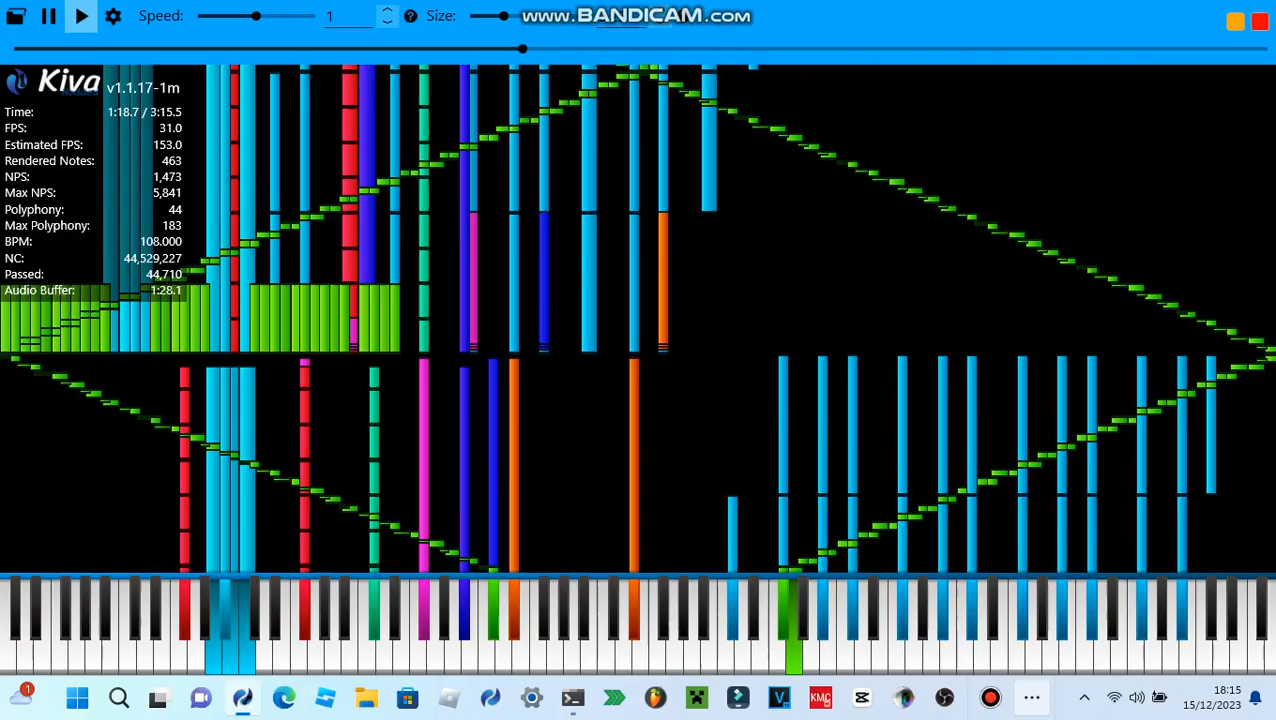 Speed: 1 ? Size: www.BANDICAM.com
Kiva v1.1.17-1m
Time: 1:18.7 / 3:15.5
FPS: 31.0
Estimated FPS: 153.0
Rendered Notes: 463
NPS: 1,473
Max NPS: 5,841
Polyphony: 44
Max Polyphony: 183
BPM: 108.000
NC: 44,529,227
Passed: 44,710
Audio Buffer: 1:28.1
1 V KMC 18:15
15/12/2023